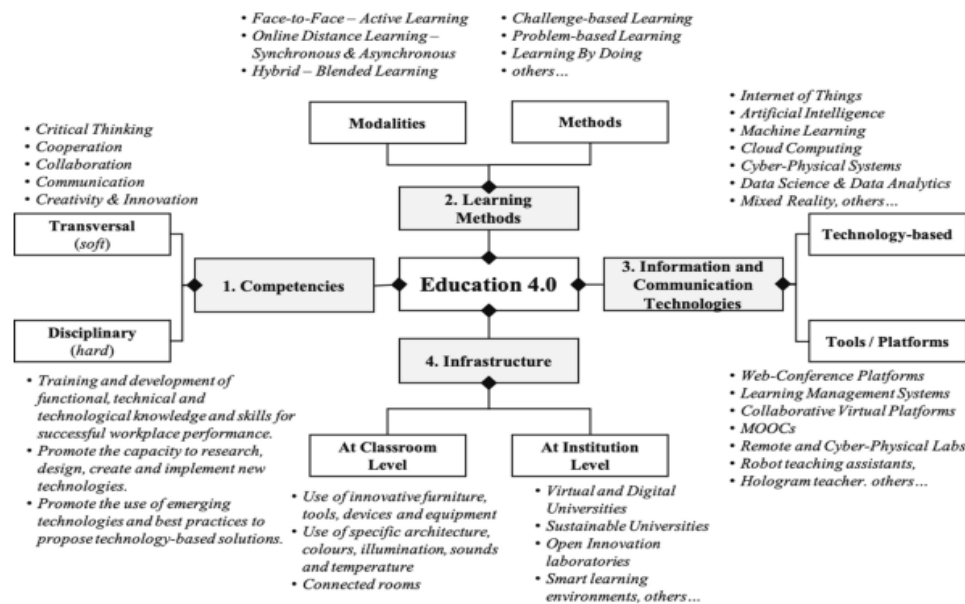 • Face-to-Face – Active Learning
• Online Distance Learning –
Synchronous & Asynchronous
• Hybrid – Blended Learning
• Challenge-based Learning
• Problem-based Learning
• Learning By Doing
• others…
Modalities
Methods
• Internet of Things
• Artificial Intelligence
• Machine Learning
• Cloud Computing
• Cyber-Physical Systems
• Data Science & Data Analytics
• Mixed Reality, others…
• Critical Thinking
• Cooperation
• Collaboration
• Communication
• Creativity & Innovation
2. Learning
Methods
Transversal
(soft)
Technology-based
1. Competencies
Education 4.0
3. Information and
Communication
Technologies
Disciplinary
(hard)
4. Infrastructure
Tools / Platforms
• Training and development of
functional, technical and
technological knowledge and skills for
successful workplace performance.
• Promote the capacity to research,
design, create and implement new
technologies.
• Promote the use of emerging
technologies and best practices to
propose technology-based solutions.
At Classroom
Level
At Institution
Level
• Use of innovative furniture,
tools, devices and equipment
• Use of specific architecture,
colours, illumination, sounds
and temperature
• Connected rooms
• Virtual and Digital
Universities
• Sustainable Universities
• Open Innovation
laboratories
• Smart learning
environments, others…
• Web-Conference Platforms
• Learning Management Systems
• Collaborative Virtual Platforms
• MOOCs
• Remote and Cyber-Physical Labs
• Robot teaching assistants,
• Hologram teacher. others…